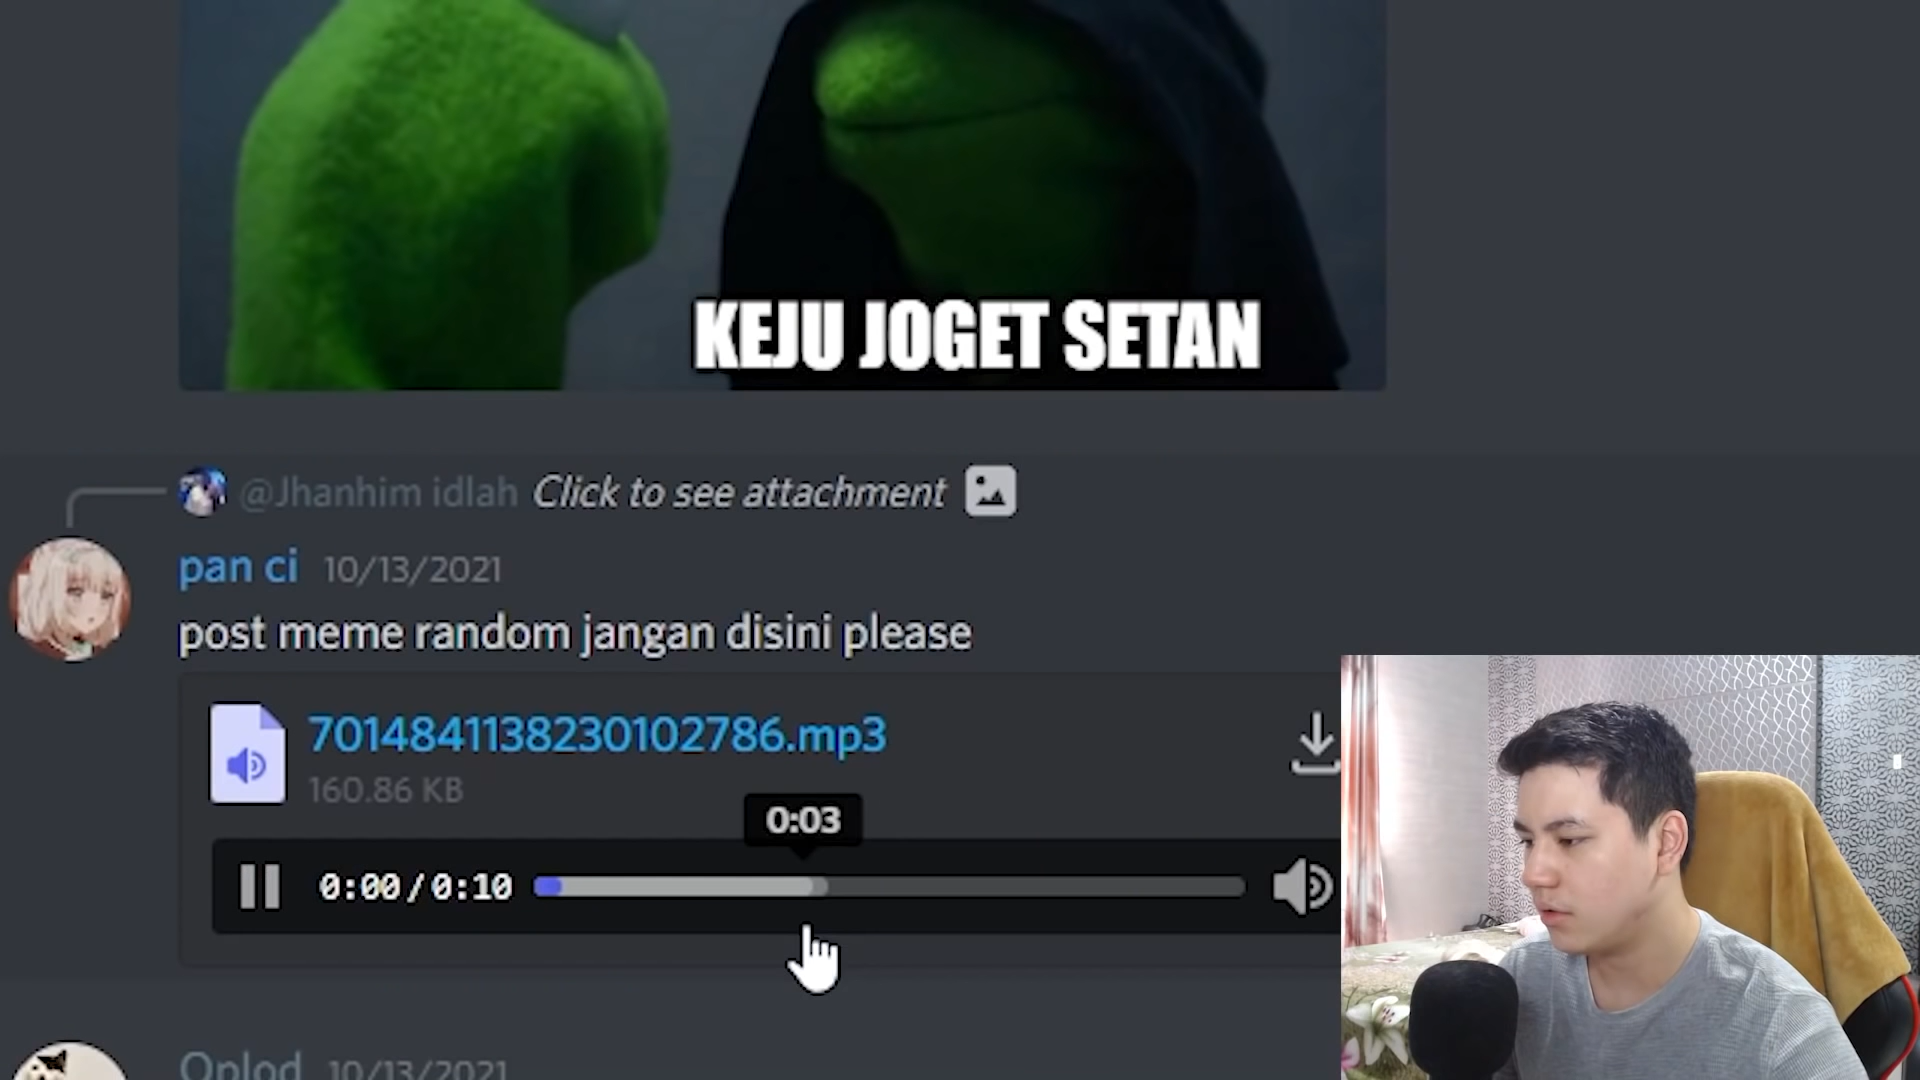 KEJU JOGET SETAN
@Jhanhim idlah Click to see attachment
pan ci 10/13/2021
post meme random jangan disini please
7014841138230102786.mp3
160.86 KB
0:03
0:00/0:10
Oplod 10/13/2021